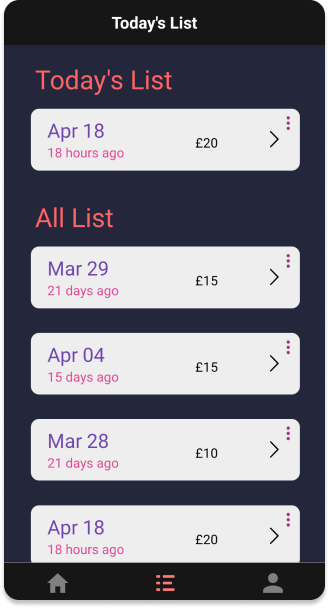 Today's List
Today's List
Apr 18
18 hours ago
£20
All List
Mar 29
21 days ago
£15
Apr 04
15 days ago
£15
Mar 28
21 days ago
£10
Apr 18
18 hours ago
£20